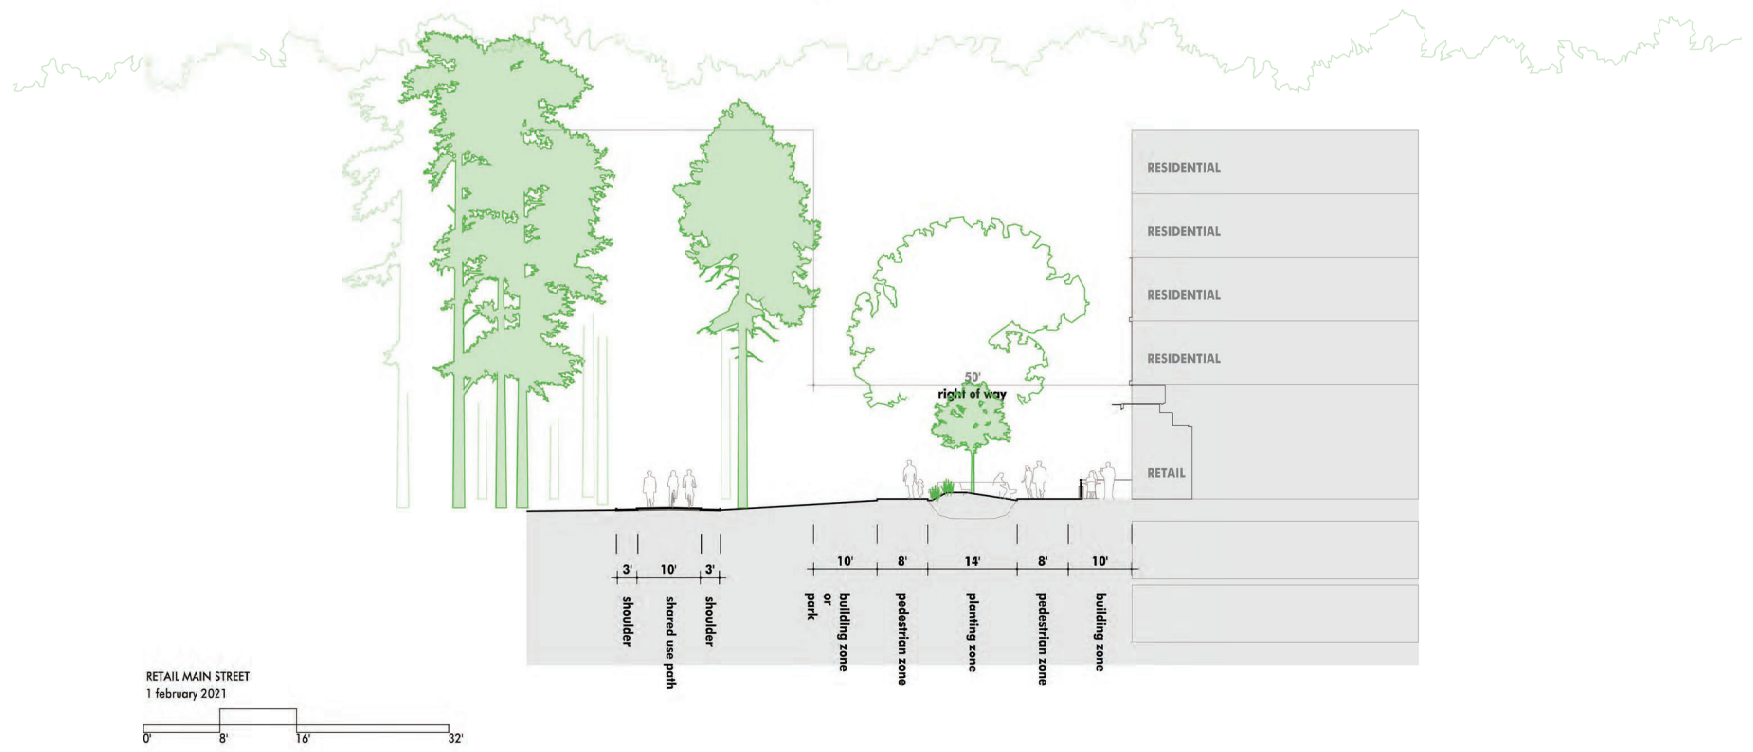 RESIDENTIAL
RESIDENTIAL
RESIDENTIAL
RESIDENTIAL
50'
right of way
RETAIL
10'
8'
14'
8'
10'
3'
10'
3'
shoulder
shared use path
shoulder
park
or
building zone
pedestrian zone
planting zone
pedestrian zone
building zone
RETAIL MAIN STREET
1 february 2021
0'
8'
16'
32'